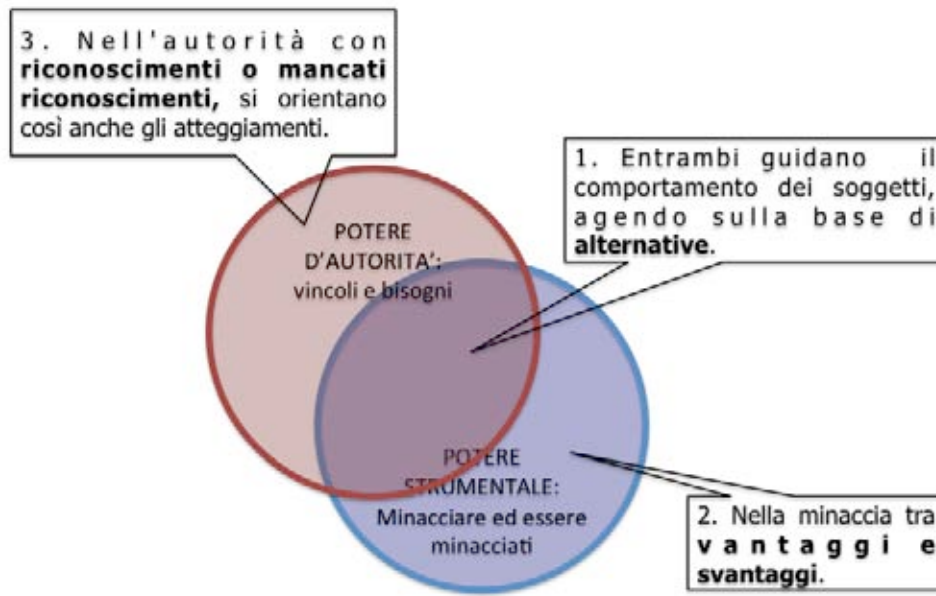 3. Nell'autorità con
riconoscimenti o mancati
riconoscimenti, si orientano
così anche gli atteggiamenti.
1. Entrambi guidano il
comportamento dei soggetti,
agendo sulla base di
alternative.
POTERE
D'AUTORITA':
vincoli e bisogni
POTERE
STRUMENTALE:
Minacciare ed essere
minacciati
2. Nella minaccia tra
vantaggi e
svantaggi.